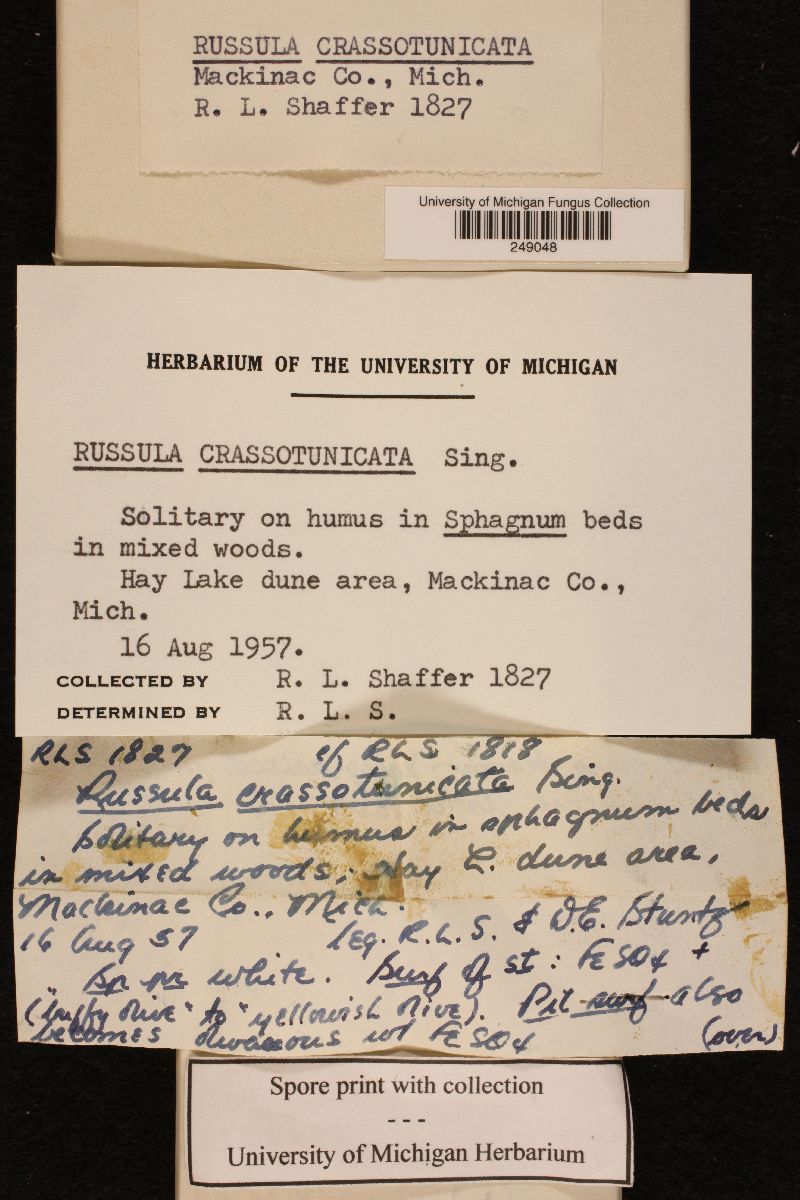 RUSSULA CRASSOTUNICATA
Mackinac Co., Mich.
R. L. Shaffer 1827
University of Michigan Fungus Collection
249048
HERBARIUM OF THE UNIVERSITY OF MICHIGAN
RUSSULA CRASSOTUNICATA Sing.
Solitary on humus in Sphagnum beds
in mixed woods.
Hay Lake dune area, Mackinac Co.,
Mich.
16 Aug 1957.
COLLECTED BY R. L. Shaffer 1827
DETERMINED BY R. L. S.
RLS 1827 cf RLS 1818
Russula crassotunicata Sing.
Solitary on humus in sphagnum beds
in mixed woods, Hay L. dune area,
Mackinac Co., Mich.
16 Aug 57 leg. R.L.S. & D.E. Stuntz
Sp pr white. Surf of st: FeSO4 +
("buffy olive" to "yellowish olive). Pil surf also
becomes olivaceous w/ FeSO4 (over)
Spore print with collection
---
University of Michigan Herbarium